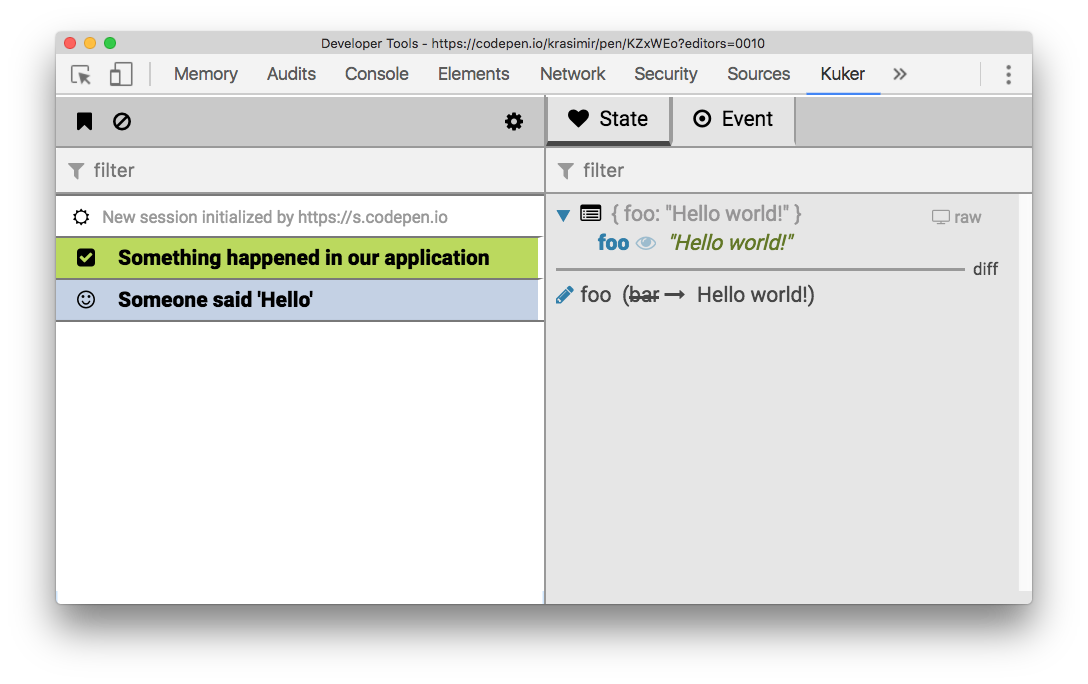 Developer Tools - https://codepen.io/krasimir/pen/KZxWEo?editors=0010
Memory Audits Console Elements Network Security Sources Kuker »
State Event
filter
filter
New session initialized by https://s.codepen.io
Something happened in our application
Someone said 'Hello'
{ foo: "Hello world!" } raw
foo "Hello world!"
diff
foo (bar → Hello world!)